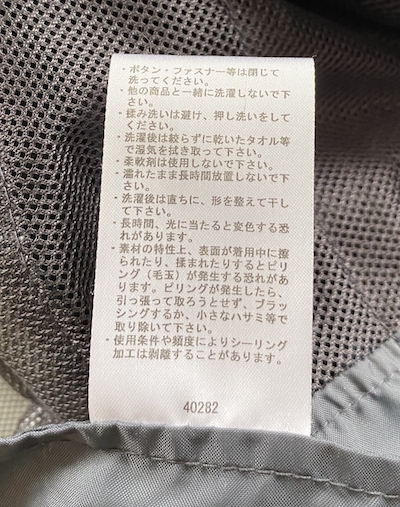 ・ボタン・ファスナー等は閉じて
洗ってください。
・他の商品と一緒に洗濯しないで下
さい。
・揉み洗いは避け、押し洗いをして
ください。
・洗濯後は絞らずに乾いたタオル等
で湿気を拭き取って下さい。
・柔軟剤は使用しないで下さい。
・濡れたまま長時間放置しないで下
さい。
・洗濯後は直ちに、形を整えて干し
て下さい。
・長時間、光に当たると変色する恐
れがあります。
・素材の特性上、表面が着用中に擦
られたり、揉まれたりするとピリ
ング（毛玉）が発生する恐れがあ
ります。ピリングが発生したら、
引っ張って取ろうとせず、ブラッ
シングするか、小さなハサミ等で
取り除いて下さい。
・使用条件や頻度によりシーリング
加工は剥離することがあります。
40282